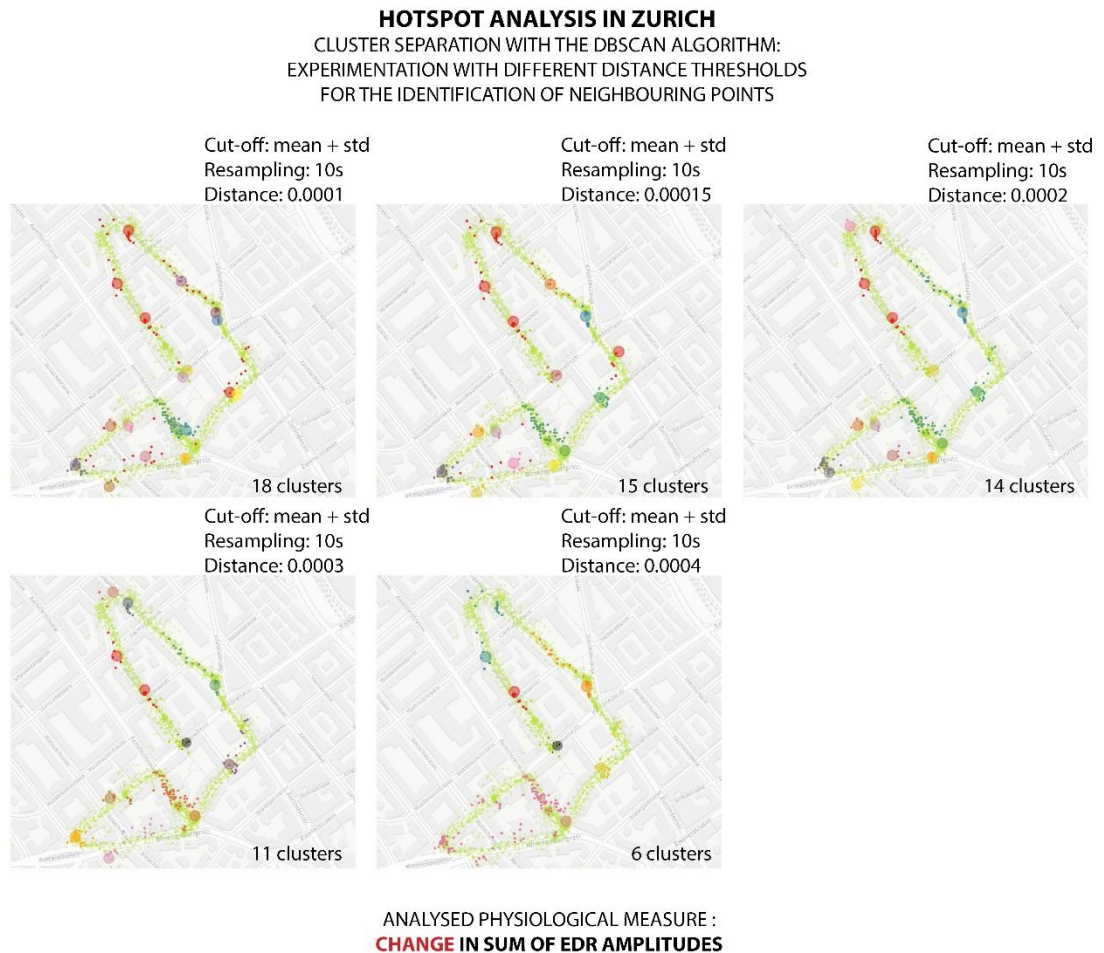 HOTSPOT ANALYSIS IN ZURICH
CLUSTER SEPARATION WITH THE DBSCAN ALGORITHM:
EXPERIMENTATION WITH DIFFERENT DISTANCE THRESHOLDS
FOR THE IDENTIFICATION OF NEIGHBOURING POINTS
Cut-off: mean + std
Resampling: 10s
Distance: 0.0001
18 clusters
Cut-off: mean + std
Resampling: 10s
Distance: 0.00015
15 clusters
Cut-off: mean + std
Resampling: 10s
Distance: 0.0002
14 clusters
Cut-off: mean + std
Resampling: 10s
Distance: 0.0003
11 clusters
Cut-off: mean + std
Resampling: 10s
Distance: 0.0004
6 clusters
ANALYSED PHYSIOLOGICAL MEASURE :
CHANGE IN SUM OF EDR AMPLITUDES